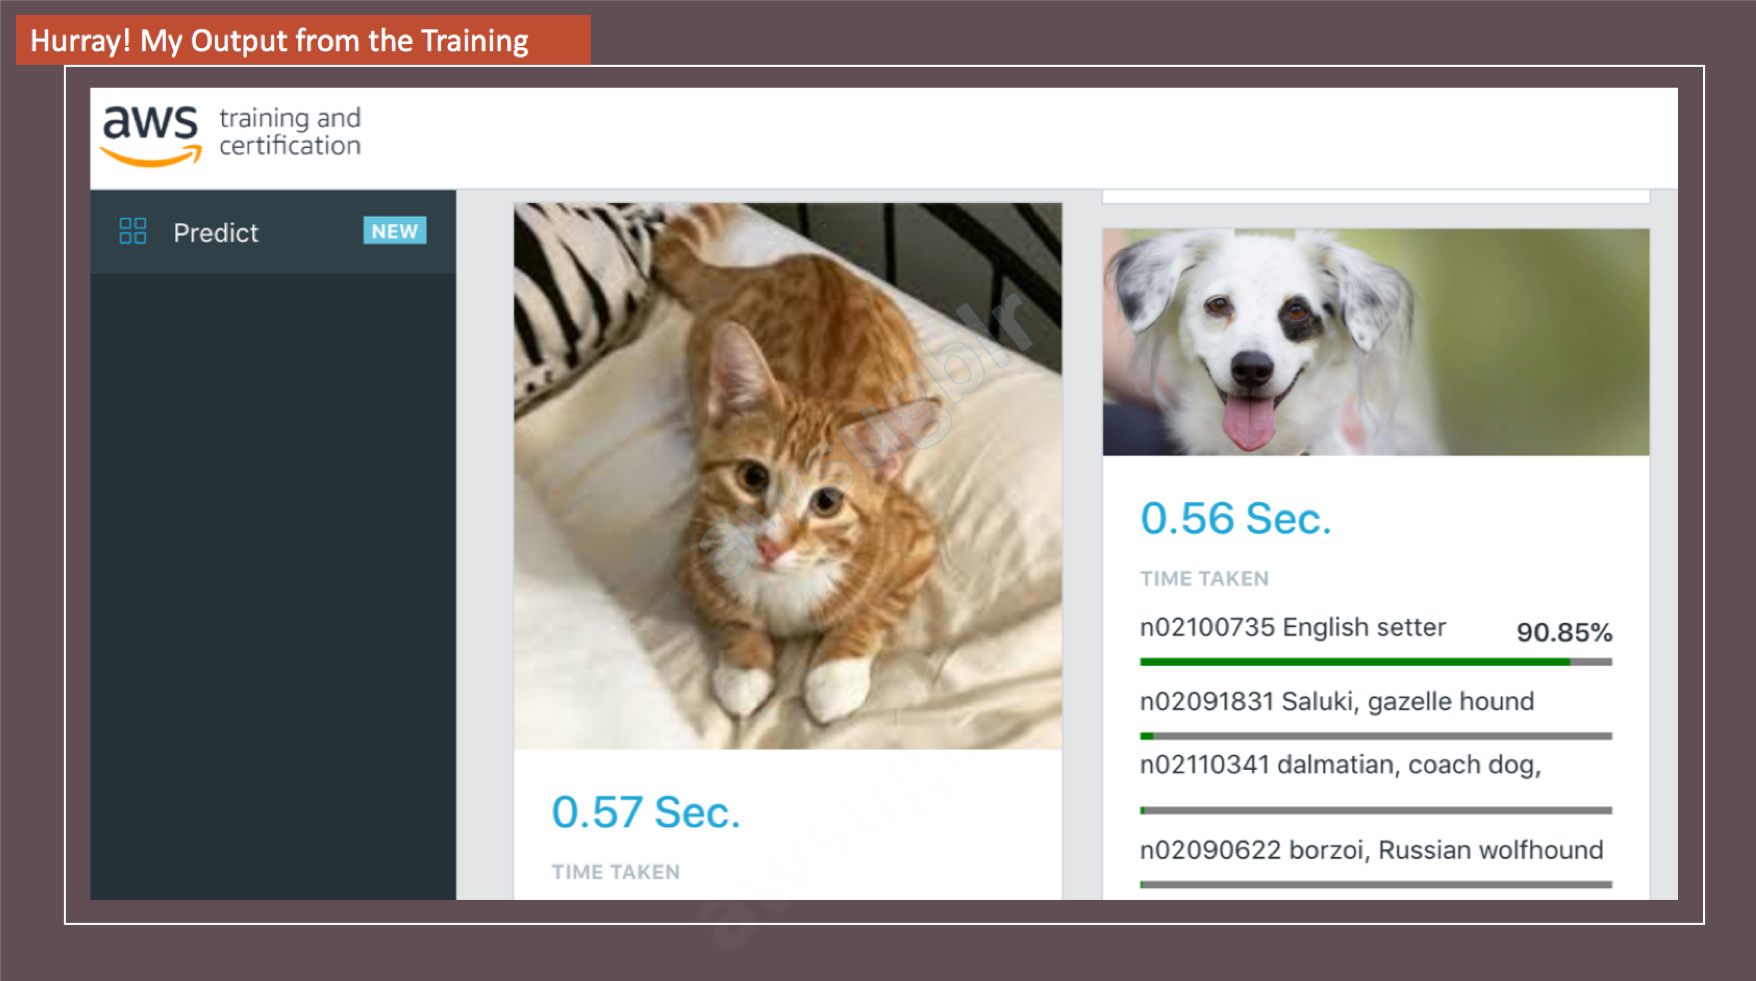 Hurray! My Output from the Training
aws training and
certification
Predict NEW
0.57 Sec.
TIME TAKEN
0.56 Sec.
TIME TAKEN
n02100735 English setter 90.85%
n02091831 Saluki, gazelle hound
n02110341 dalmatian, coach dog,
n02090622 borzoi, Russian wolfhound
awsugblr